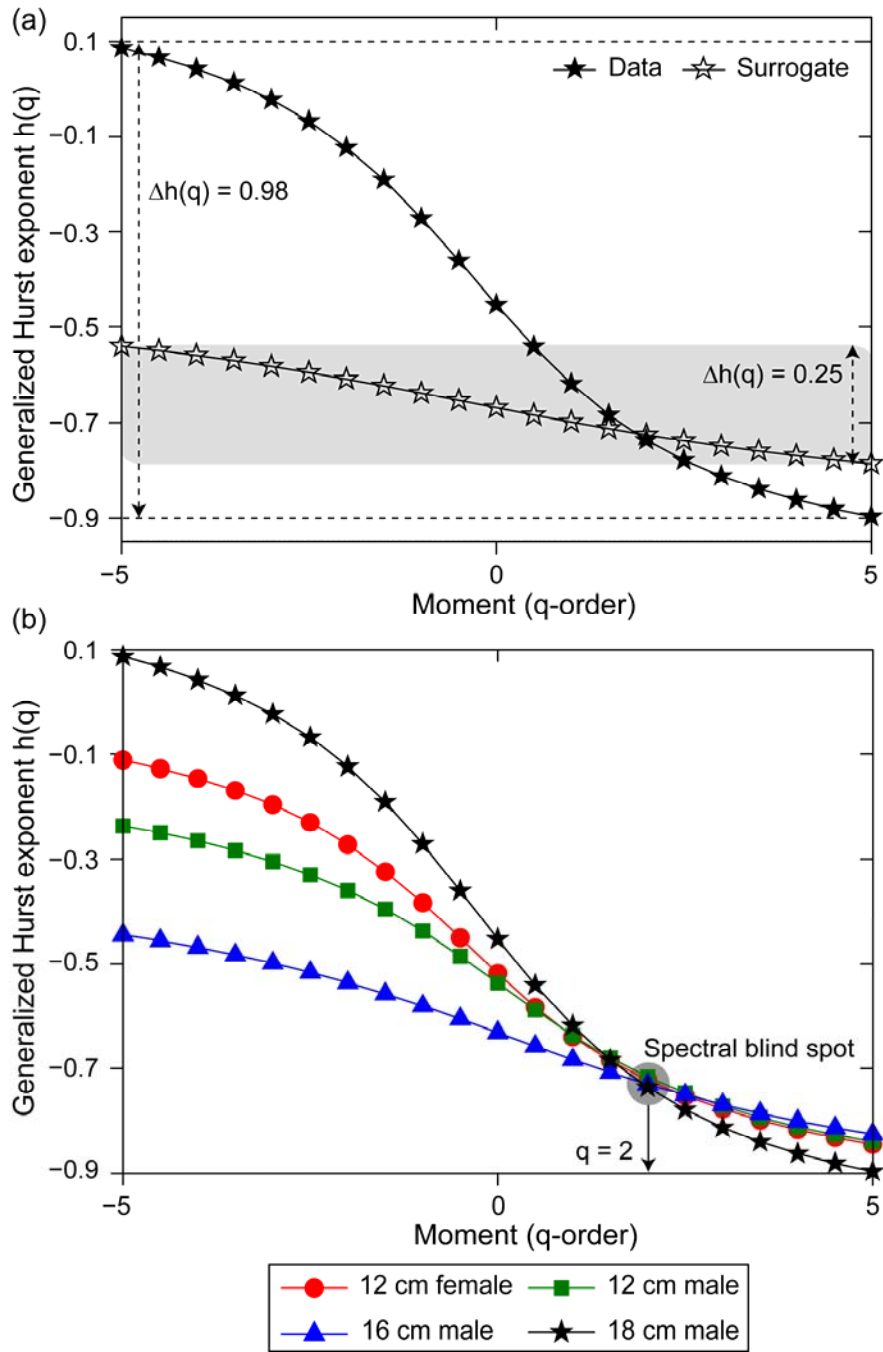 (a)
0.1
−0.1
−0.3
−0.5
−0.7
−0.9
Generalized Hurst exponent h(q)
Data
Surrogate
Δh(q) = 0.98
Δh(q) = 0.25
−5
0
5
Moment (q-order)
(b)
0.1
−0.1
−0.3
−0.5
−0.7
−0.9
Generalized Hurst exponent h(q)
Spectral blind spot
q = 2
−5
0
5
Moment (q-order)
12 cm female
12 cm male
16 cm male
18 cm male